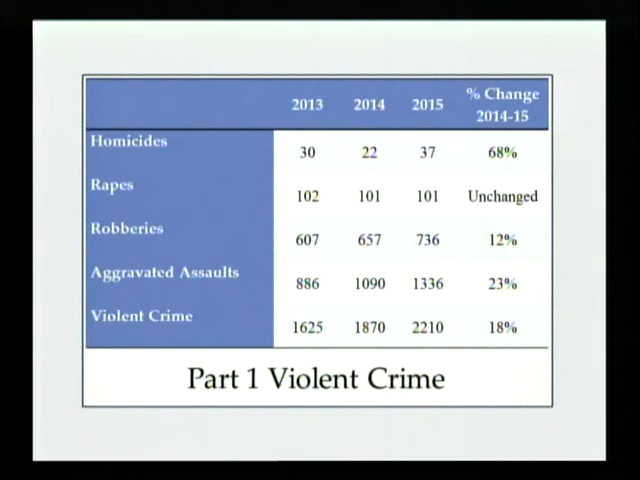 2013 2014 2015 % Change 2014-15
Homicides 30 22 37 68%
Rapes 102 101 101 Unchanged
Robberies 607 657 736 12%
Aggravated Assaults 886 1090 1336 23%
Violent Crime 1625 1870 2210 18%
Part 1 Violent Crime